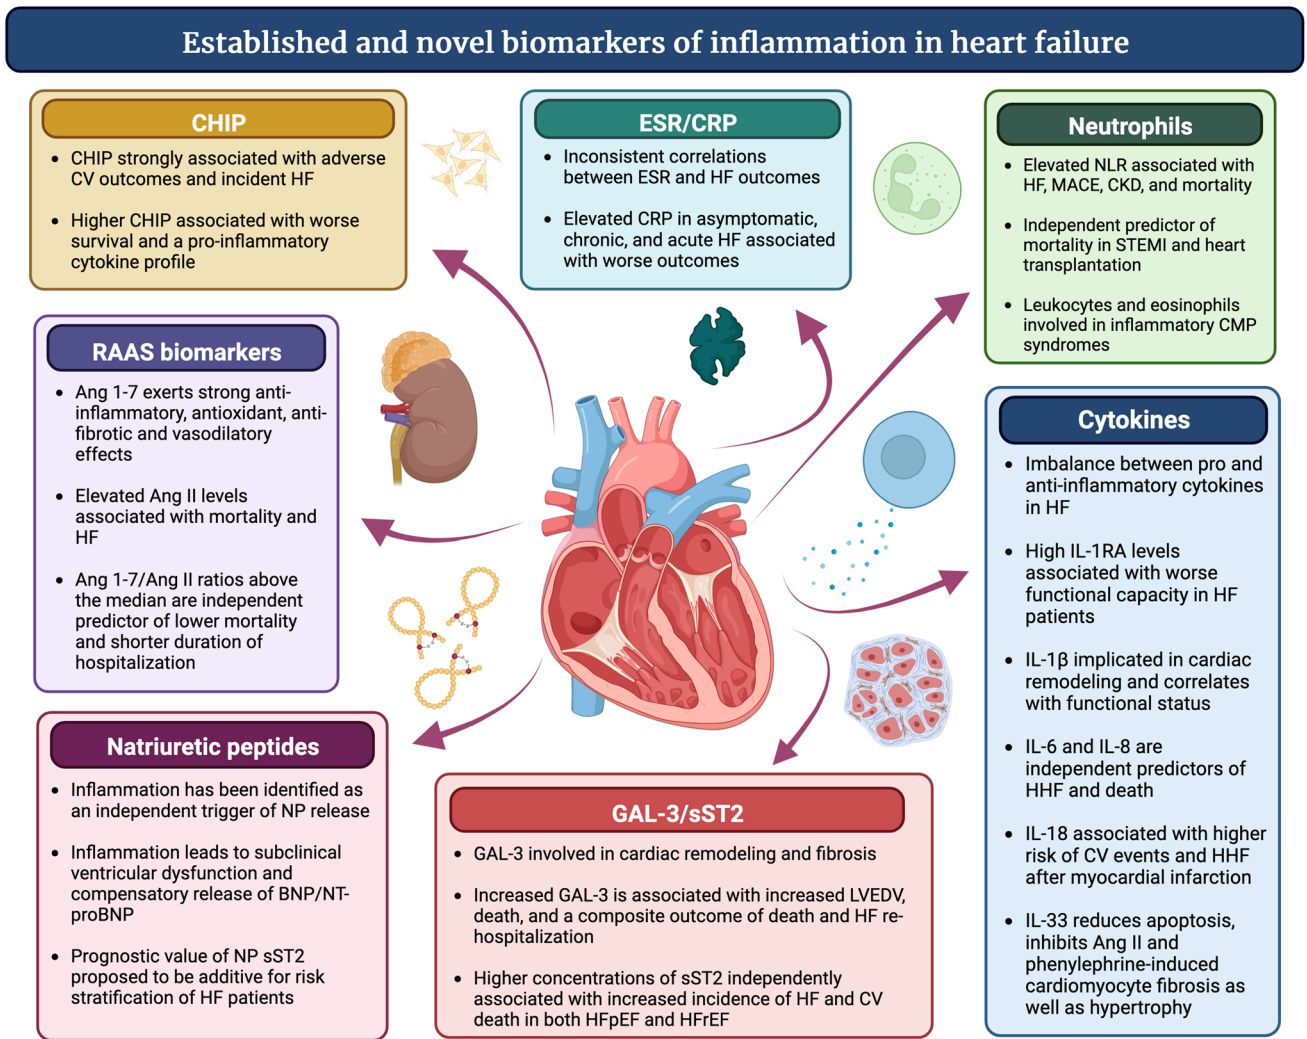 Established and novel biomarkers of inflammation in heart failure
CHIP
• CHIP strongly associated with adverse
CV outcomes and incident HF
• Higher CHIP associated with worse
survival and a pro-inflammatory
cytokine profile
ESR/CRP
• Inconsistent correlations
between ESR and HF outcomes
• Elevated CRP in asymptomatic,
chronic, and acute HF associated
with worse outcomes
Neutrophils
• Elevated NLR associated with
HF, MACE, CKD, and mortality
• Independent predictor of
mortality in STEMI and heart
transplantation
• Leukocytes and eosinophils
involved in inflammatory CMP
syndromes
RAAS biomarkers
• Ang 1-7 exerts strong anti-
inflammatory, antioxidant, anti-
fibrotic and vasodilatory
effects
• Elevated Ang II levels
associated with mortality and
HF
• Ang 1-7/Ang II ratios above
the median are independent
predictor of lower mortality
and shorter duration of
hospitalization
Cytokines
• Imbalance between pro and
anti-inflammatory cytokines
in HF
• High IL-1RA levels
associated with worse
functional capacity in HF
patients
• IL-1β implicated in cardiac
remodeling and correlates
with functional status
• IL-6 and IL-8 are
independent predictors of
HHF and death
• IL-18 associated with higher
risk of CV events and HHF
after myocardial infarction
• IL-33 reduces apoptosis,
inhibits Ang II and
phenylephrine-induced
cardiomyocyte fibrosis as
well as hypertrophy
Natriuretic peptides
• Inflammation has been identified as
an independent trigger of NP release
• Inflammation leads to subclinical
ventricular dysfunction and
compensatory release of BNP/NT-
proBNP
• Prognostic value of NP sST2
proposed to be additive for risk
stratification of HF patients
GAL-3/sST2
• GAL-3 involved in cardiac remodeling and fibrosis
• Increased GAL-3 is associated with increased LVEDV,
death, and a composite outcome of death and HF re-
hospitalization
• Higher concentrations of sST2 independently
associated with increased incidence of HF and CV
death in both HFpEF and HFrEF